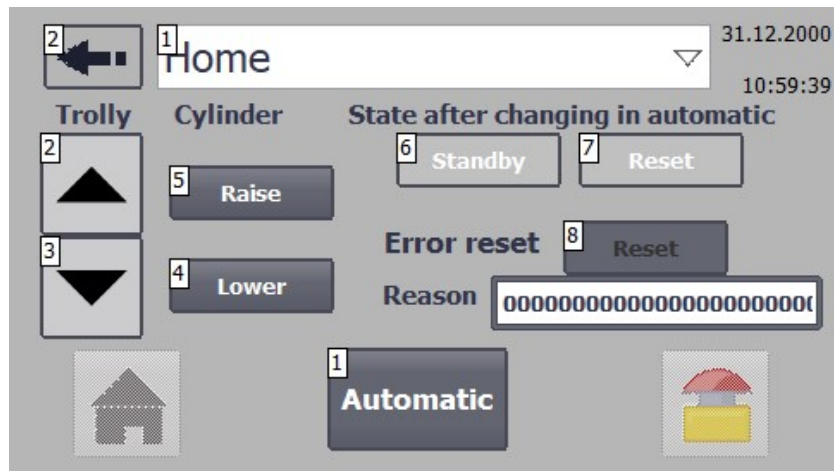 2
1
Home
31.12.2000
10:59:39
Trolly
Cylinder
State after changing in automatic
2
5
Raise
6
Standby
7
Reset
3
4
Lower
Error reset
8
Reset
Reason
000000000000000000000000
1
Automatic